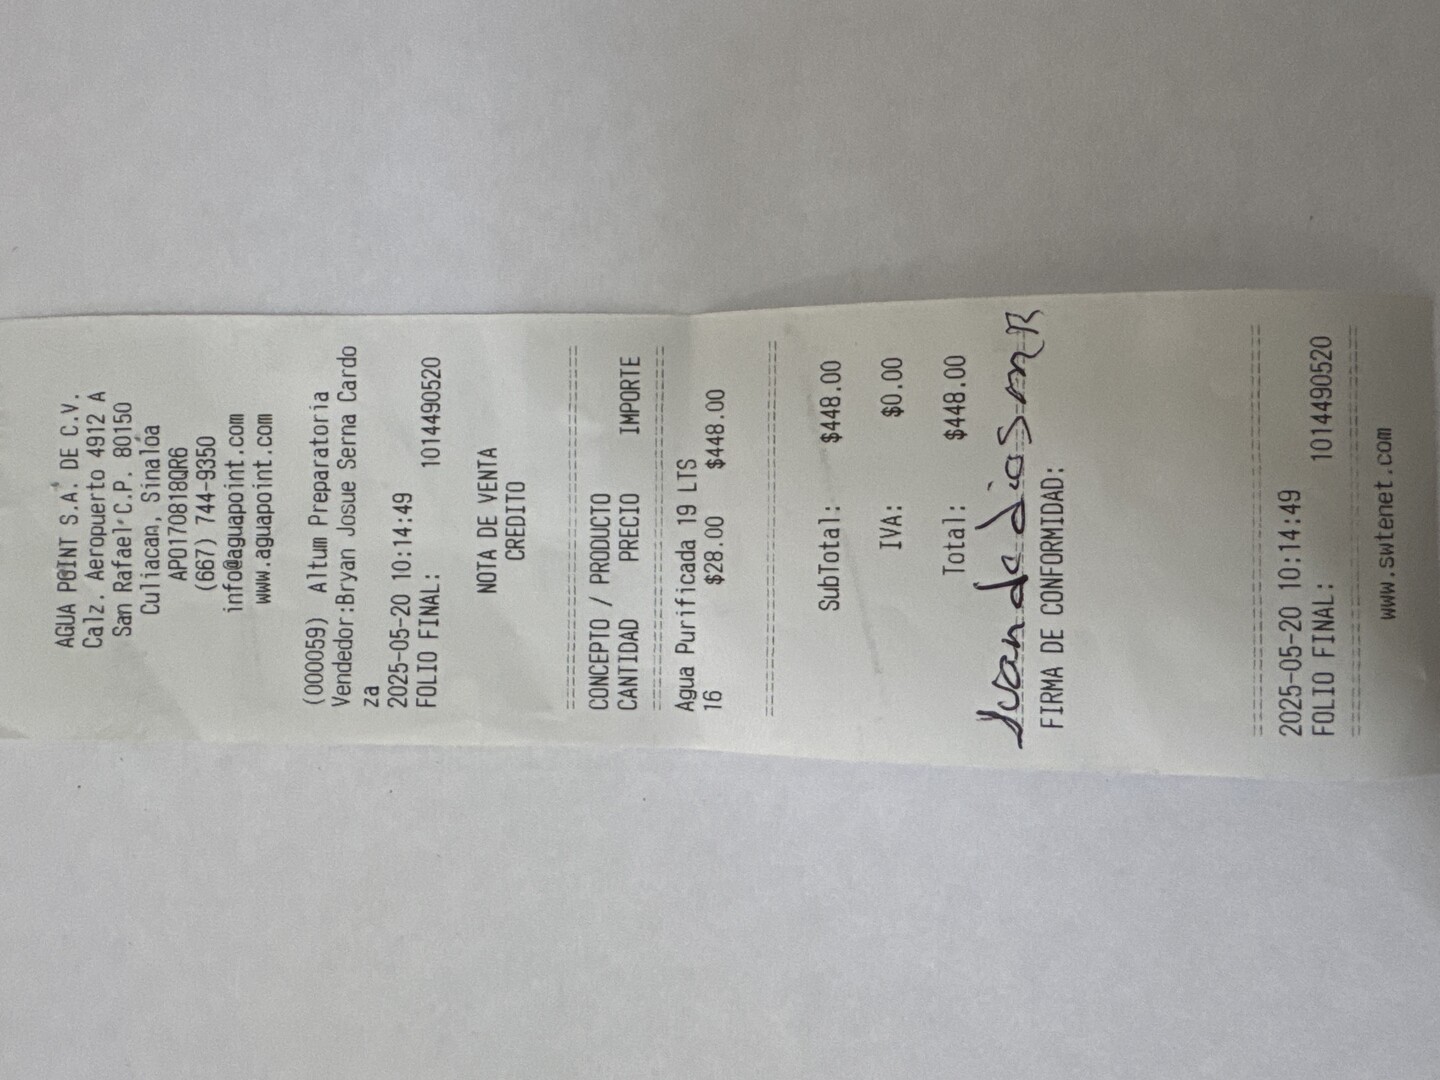 AGUA POINT S.A. DE C.V.
Calz. Aeropuerto 4912 A
San Rafael C.P. 80150
Culiacan, Sinaloa
APO170818QR6
(667) 744-9350
info@aguapoint.com
www.aguapoint.com
(000059) Altum Preparatoria
Vendedor:Bryan Josue Serna Cardo
za
2025-05-20 10:14:49
FOLIO FINAL: 1014490520
NOTA DE VENTA
CREDITO
================================
CONCEPTO / PRODUCTO
CANTIDAD PRECIO IMPORTE
================================
Agua Purificada 19 LTS
16 $28.00 $448.00
================================
SubTotal: $448.00
IVA: $0.00
Total: $448.00
Juan de Dios m R
FIRMA DE CONFORMIDAD:
================================
2025-05-20 10:14:49
FOLIO FINAL: 1014490520
================================
www.swtenet.com